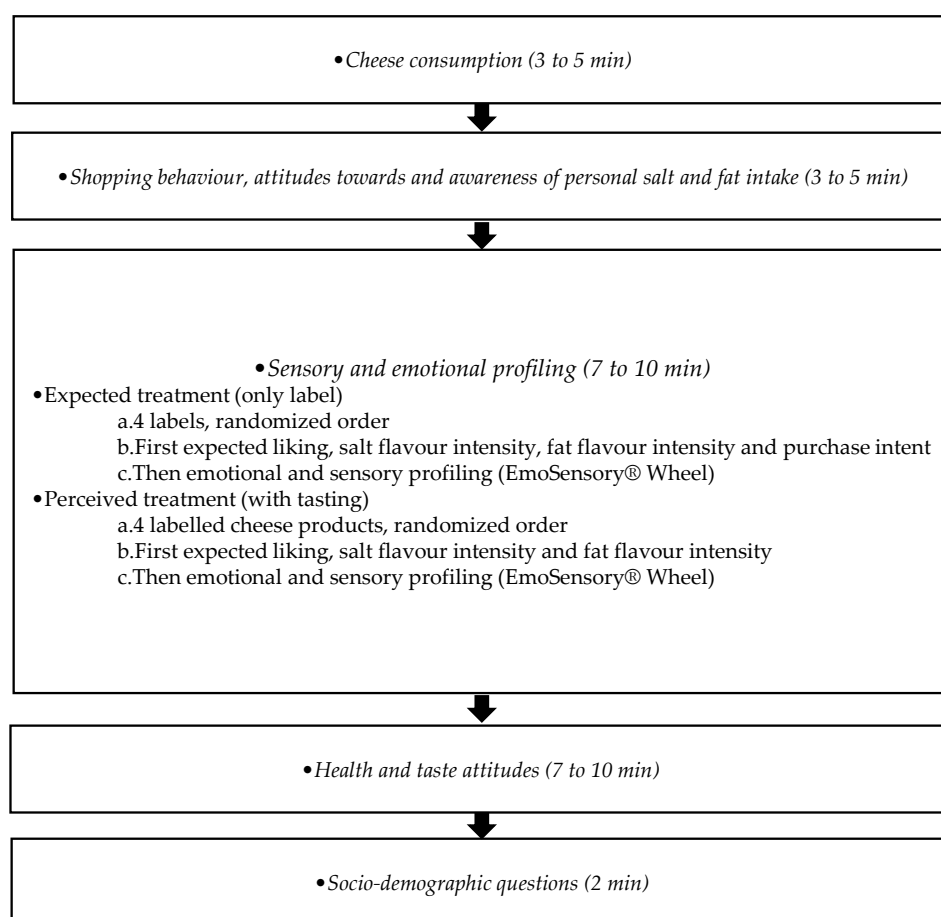 •Cheese consumption (3 to 5 min)
•Shopping behaviour, attitudes towards and awareness of personal salt and fat intake (3 to 5 min)
•Sensory and emotional profiling (7 to 10 min)
•Expected treatment (only label)
a.4 labels, randomized order
b.First expected liking, salt flavour intensity, fat flavour intensity and purchase intent
c.Then emotional and sensory profiling (EmoSensory® Wheel)
•Perceived treatment (with tasting)
a.4 labelled cheese products, randomized order
b.First expected liking, salt flavour intensity and fat flavour intensity
c.Then emotional and sensory profiling (EmoSensory® Wheel)
•Health and taste attitudes (7 to 10 min)
•Socio-demographic questions (2 min)